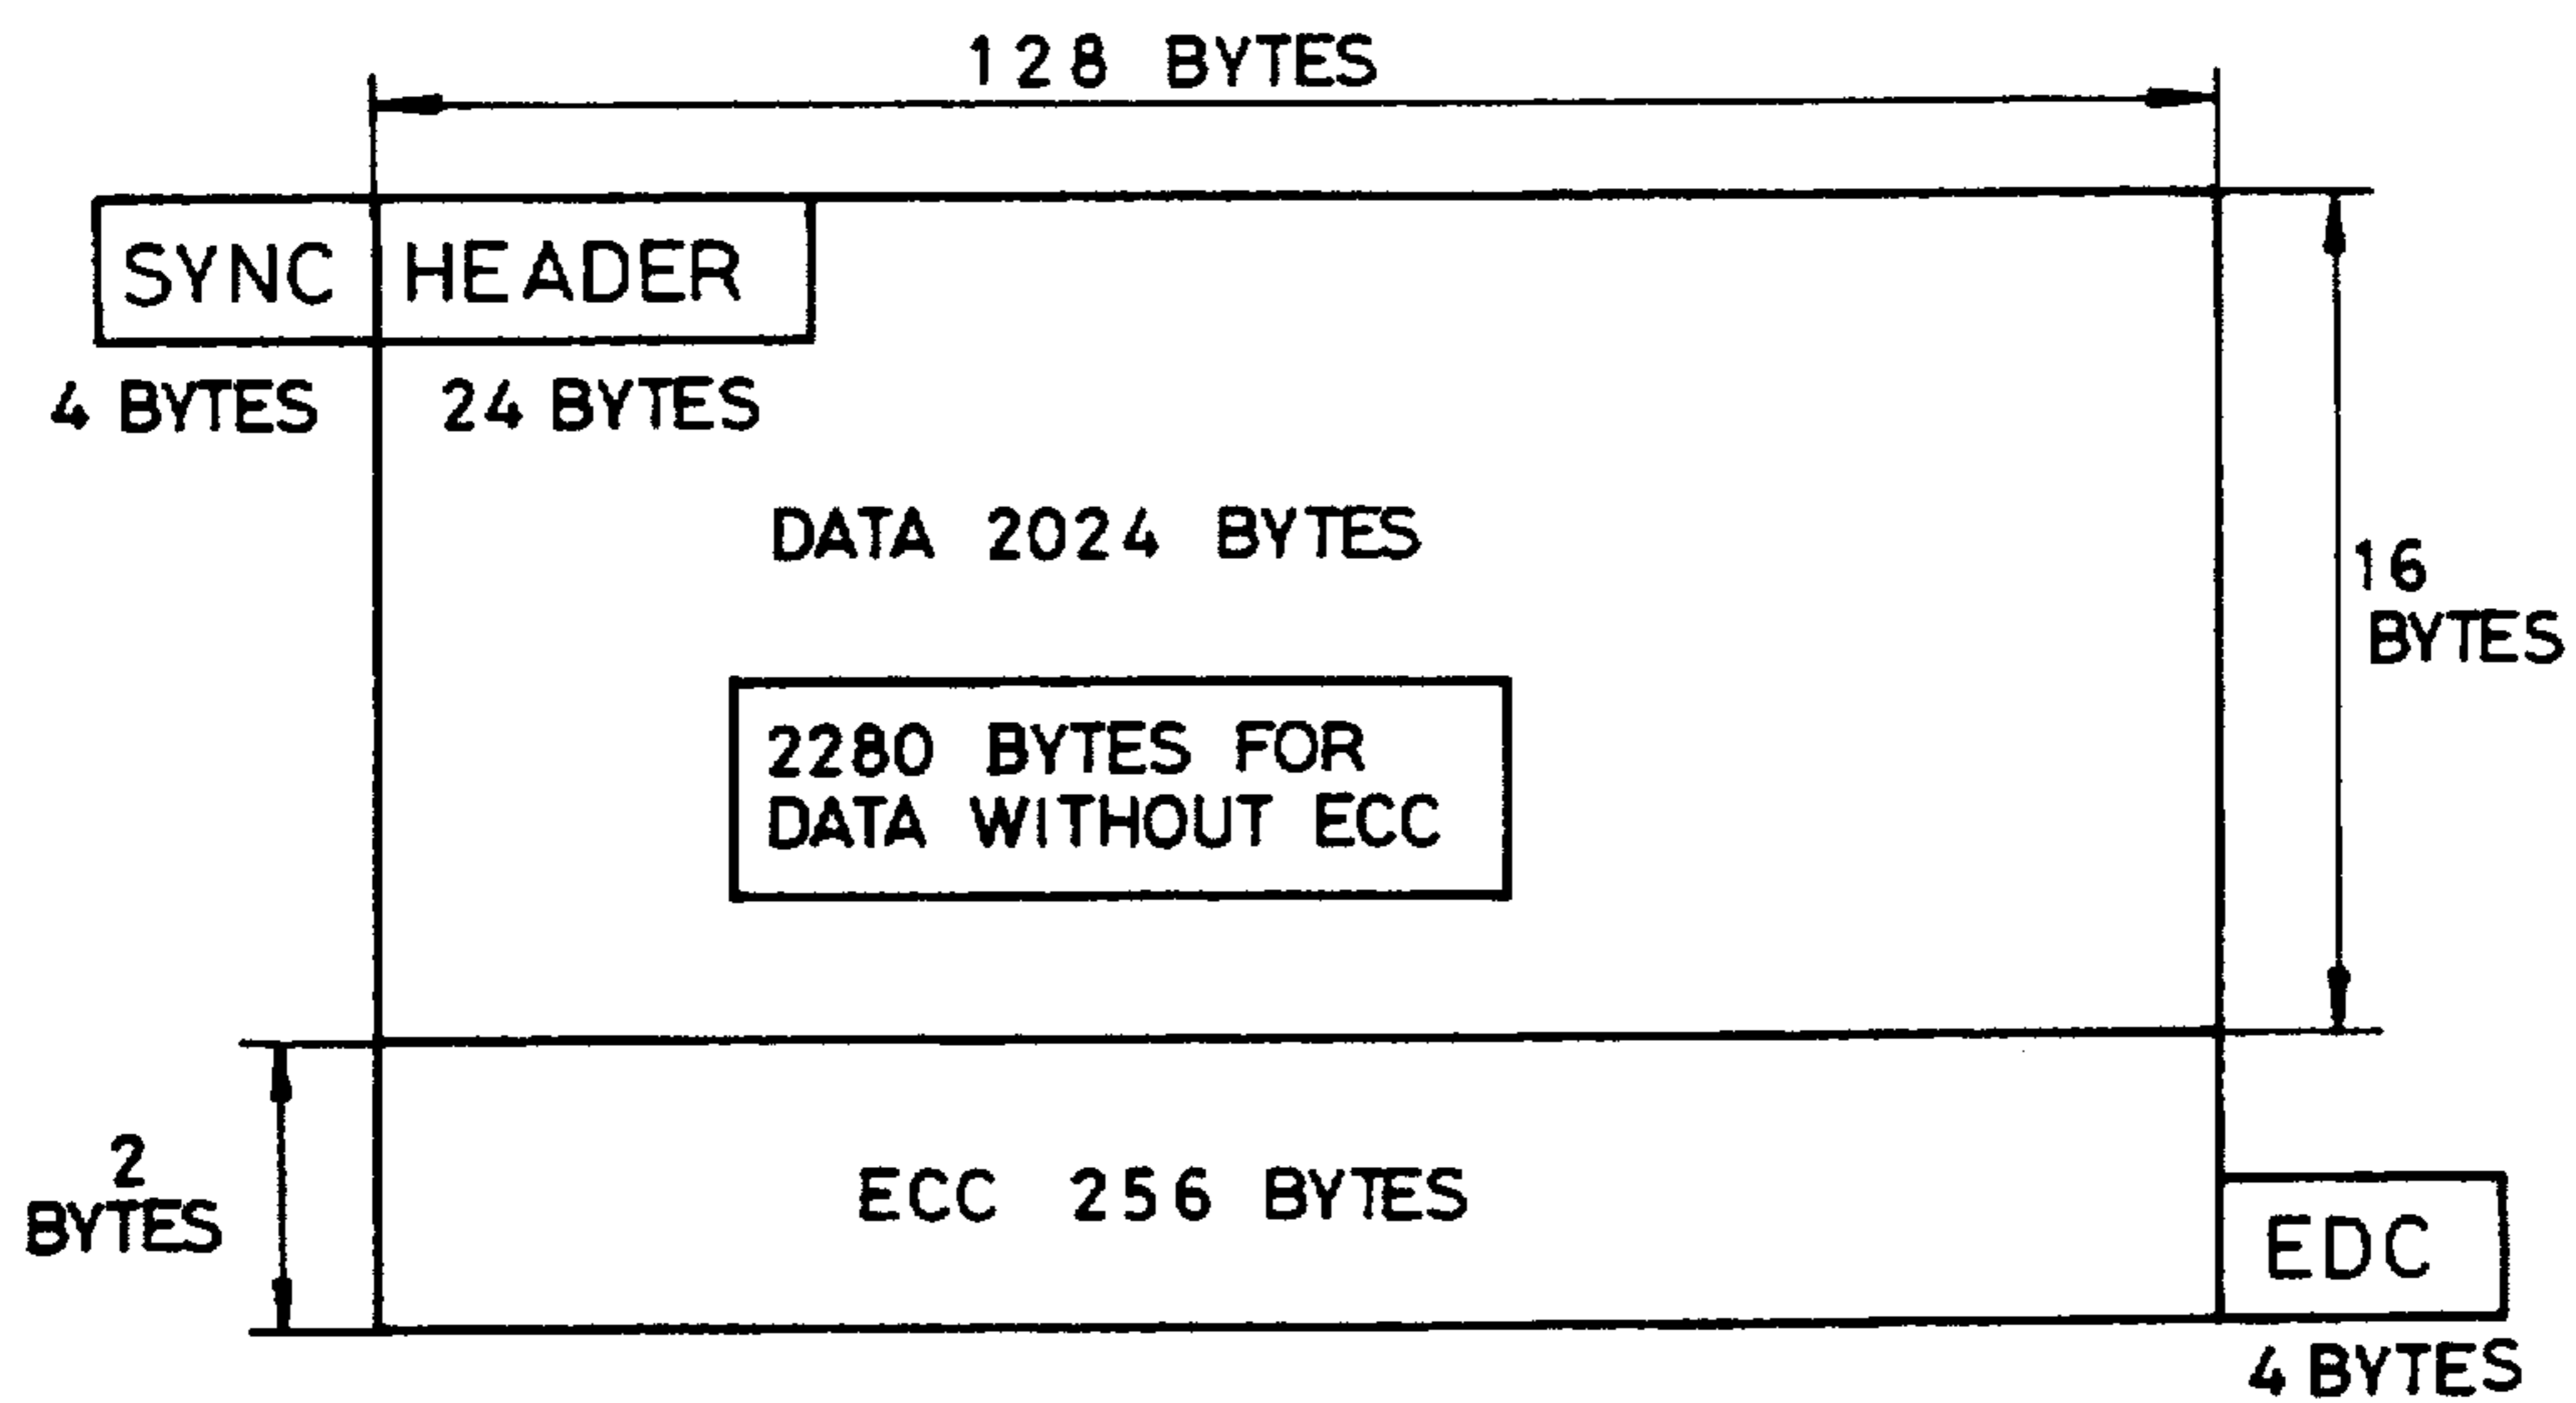 128 BYTES
SYNC HEADER
4 BYTES 24 BYTES
DATA 2024 BYTES
16
BYTES
2280 BYTES FOR
DATA WITHOUT ECC
2
BYTES
ECC 256 BYTES
EDC
4 BYTES